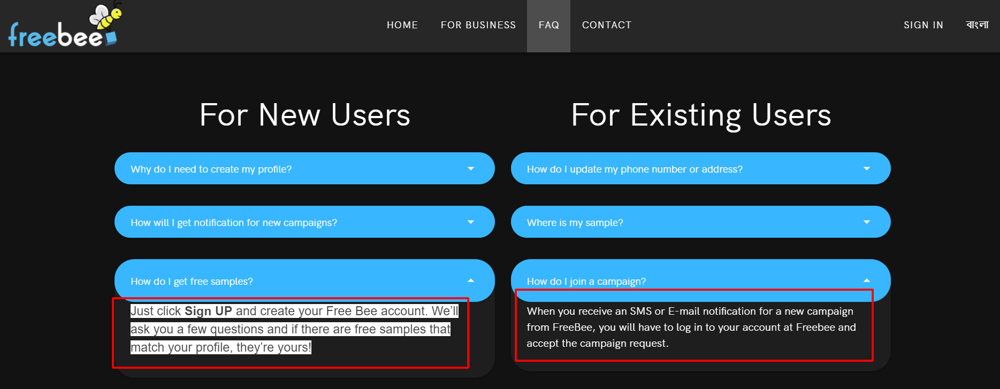 freebee
HOME
FOR BUSINESS
FAQ
CONTACT
SIGN IN
বাংলা
For New Users
Why do I need to create my profile?
How will I get notification for new campaigns?
How do I get free samples?
Just click Sign UP and create your Free Bee account. We’ll
ask you a few questions and if there are free samples that
match your profile, they’re yours!
For Existing Users
How do I update my phone number or address?
Where is my sample?
How do I join a campaign?
When you receive an SMS or E-mail notification for a new campaign
from FreeBee, you will have to log in to your account at Freebee and
accept the campaign request.